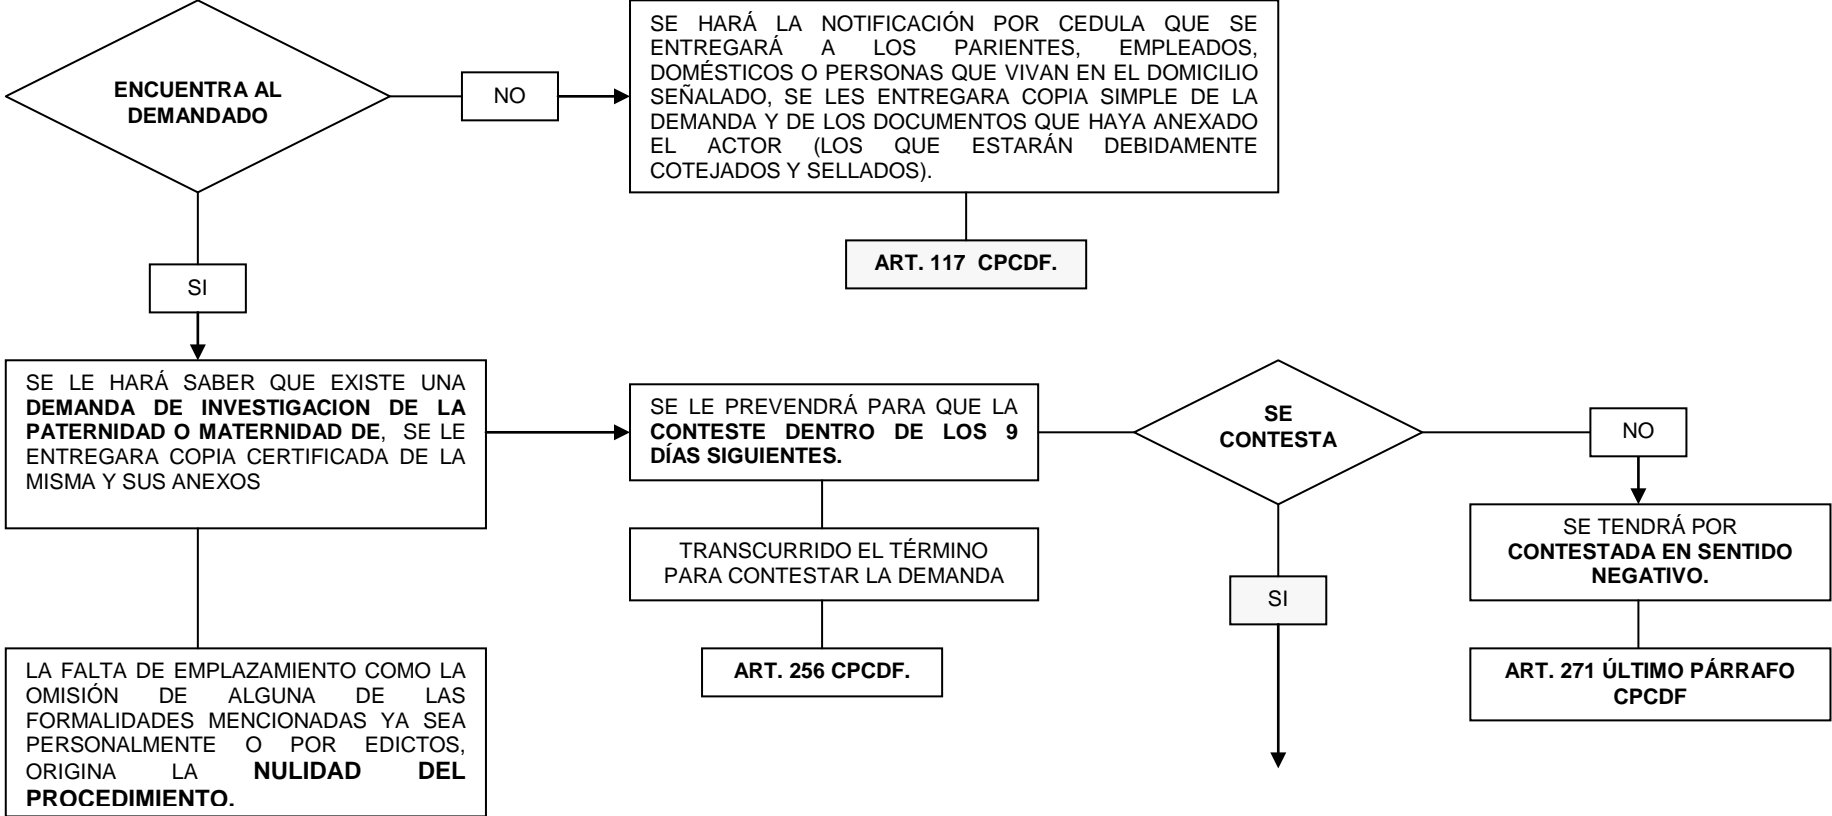 ENCUENTRA AL
DEMANDADO
NO
SE HARÁ LA NOTIFICACIÓN POR CEDULA QUE SE
ENTREGARÁ A LOS PARIENTES, EMPLEADOS,
DOMÉSTICOS O PERSONAS QUE VIVAN EN EL DOMICILIO
SEÑALADO, SE LES ENTREGARA COPIA SIMPLE DE LA
DEMANDA Y DE LOS DOCUMENTOS QUE HAYA ANEXADO
EL ACTOR (LOS QUE ESTARÁN DEBIDAMENTE
COTEJADOS Y SELLADOS).
ART. 117 CPCDF.
SI
SE LE HARÁ SABER QUE EXISTE UNA
DEMANDA DE INVESTIGACION DE LA
PATERNIDAD O MATERNIDAD DE, SE LE
ENTREGARA COPIA CERTIFICADA DE LA
MISMA Y SUS ANEXOS
SE LE PREVENDRÁ PARA QUE LA
CONTESTE DENTRO DE LOS 9
DÍAS SIGUIENTES.
SE
CONTESTA
NO
SE TENDRÁ POR
CONTESTADA EN SENTIDO
NEGATIVO.
TRANSCURRIDO EL TÉRMINO
PARA CONTESTAR LA DEMANDA
SI
ART. 256 CPCDF.
ART. 271 ÚLTIMO PÁRRAFO
CPCDF
LA FALTA DE EMPLAZAMIENTO COMO LA
OMISIÓN DE ALGUNA DE LAS
FORMALIDADES MENCIONADAS YA SEA
PERSONALMENTE O POR EDICTOS,
ORIGINA LA NULIDAD DEL
PROCEDIMIENTO.